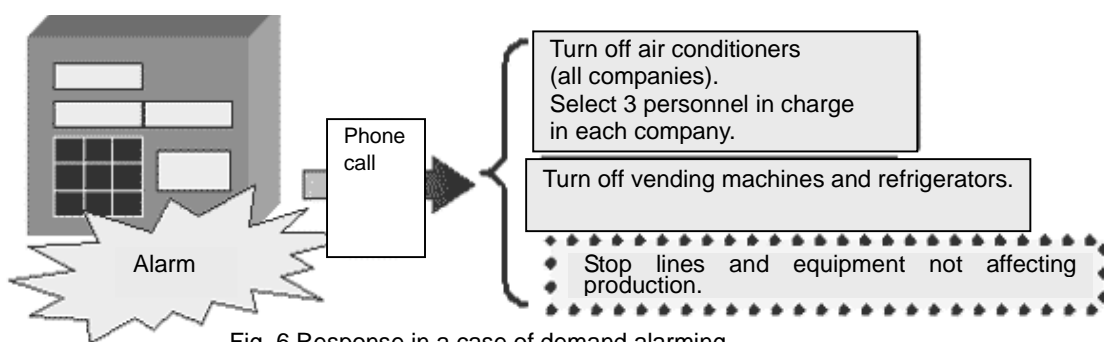 Turn off air conditioners
(all companies).
Select 3 personnel in charge
in each company.
Phone
call
Turn off vending machines and refrigerators.
Alarm
Stop lines and equipment not affecting
production.
Fig. 6 Response in a case of demand alarming